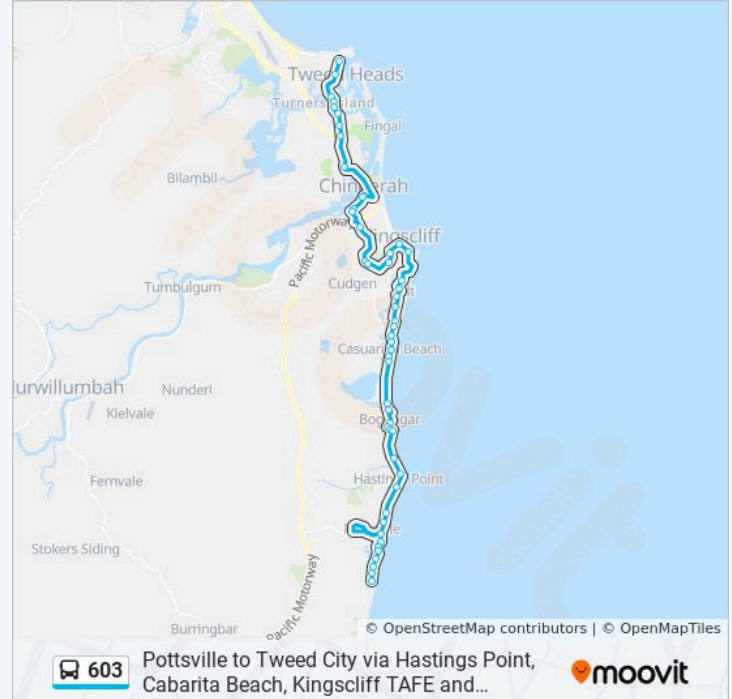 Tweed Heads
Turners Island
Fingal
Bilambil
Chinderah
Pacific Motorway
Kingscliff
Cudgen
Tumbulgum
Casuarina Beach
urwillumbah
Nunderi
Kielvale
Bogangar
Hastings Point
Fernvale
Stokers Siding
Pacific Motorway
Burringbar
© OpenStreetMap contributors | © OpenMapTiles
603
Pottsville to Tweed City via Hastings Point,
Cabarita Beach, Kingscliff TAFE and...
moovit